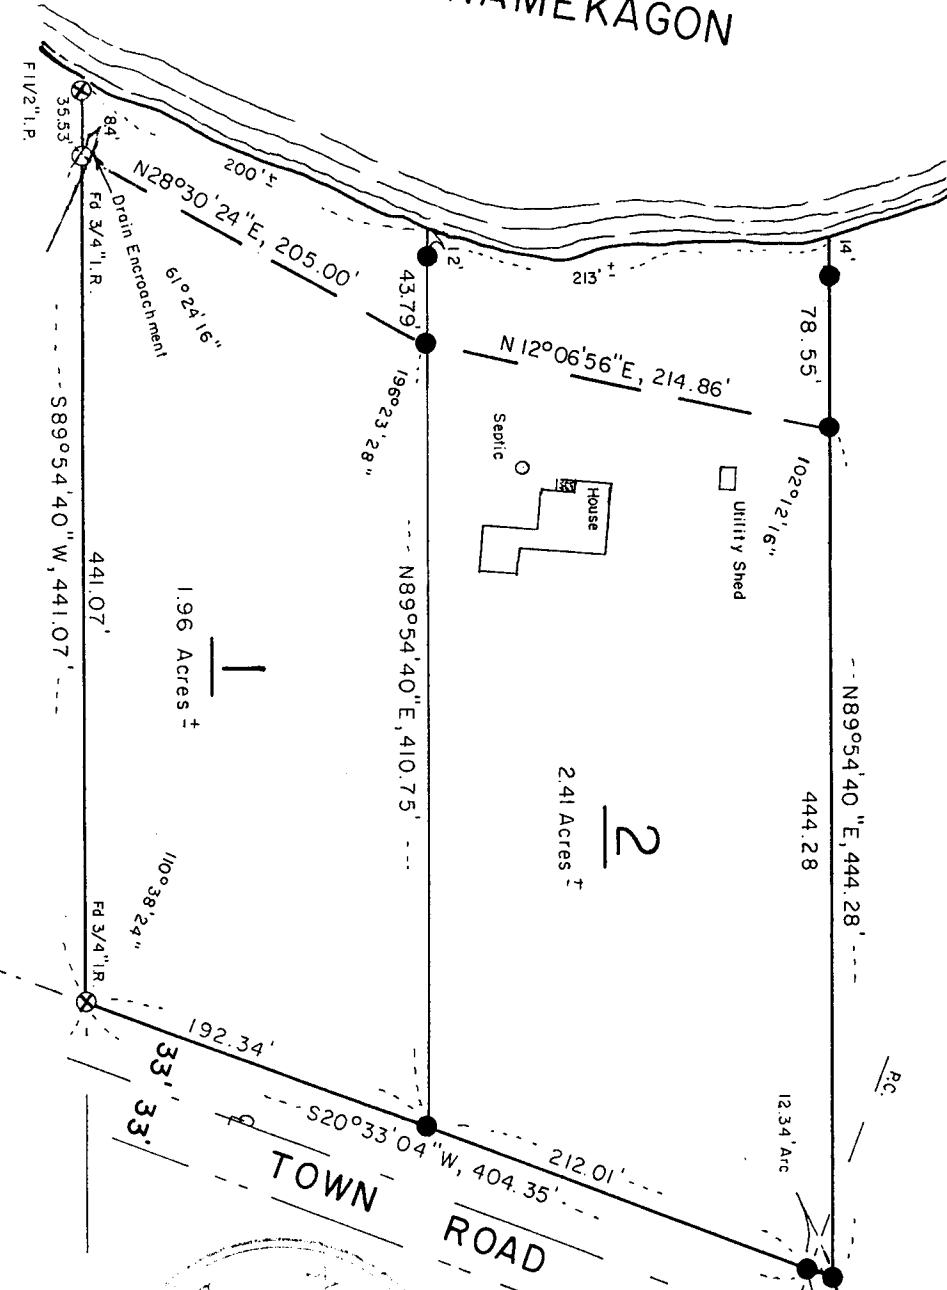 NAMEKAGON
F 1 1/2" I.P.
35.53'
84'
Fd 3/4" I.R.
Drain Encroachment
200'±
N28°30'24"E, 205.00'
61°24'16"
12'
43.79'
213'±
14'
78.55'
N12°06'56"E, 214.86'
196°23'28"
102°12'16"
Septic
House
Utility Shed
S89°54'40"W, 441.07'
441.07'
1.96 Acres±
1
N89°54'40"E, 410.75'
2.41 Acres±
2
N89°54'40"E, 444.28'
444.28
110°38'24"
Fd 3/4" I.R.
192.34'
33'
33'
S20°33'04"W, 404.35'
212.01'
TOWN ROAD
12.34' Arc
P.C.